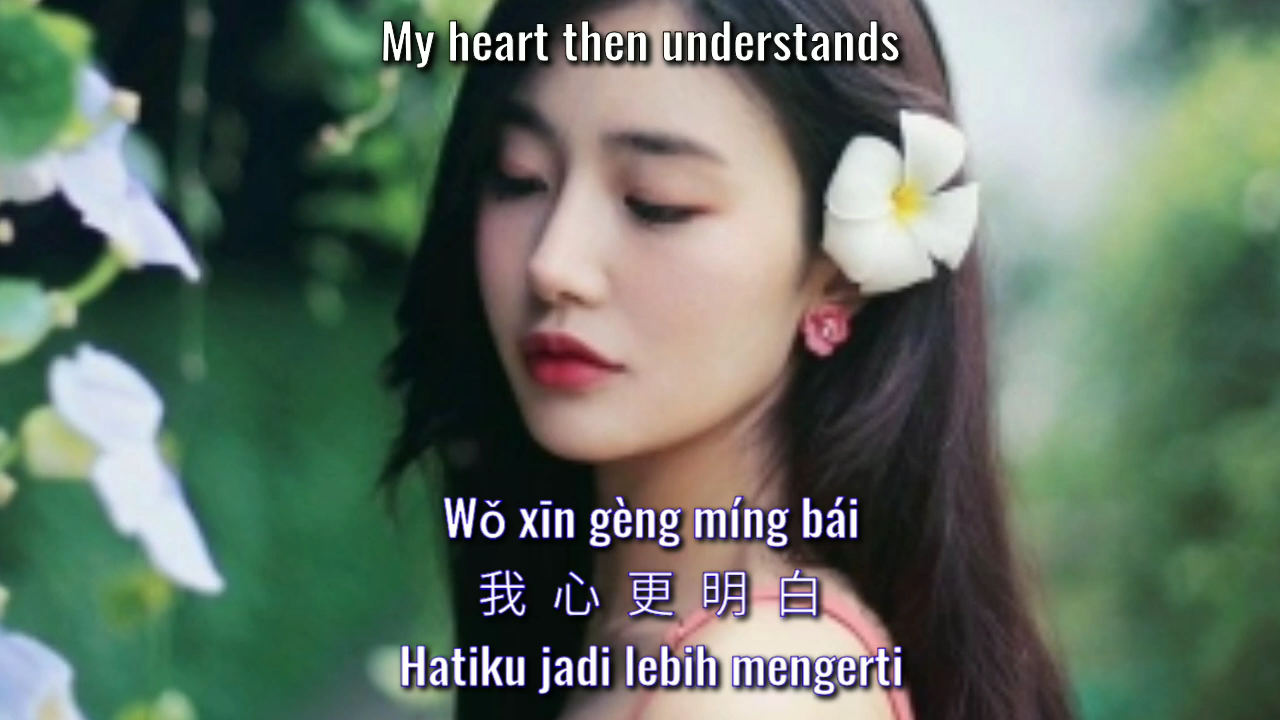 My heart then understands
Wǒ xīn gèng míng bái
我心更明白
Hatiku jadi lebih mengerti